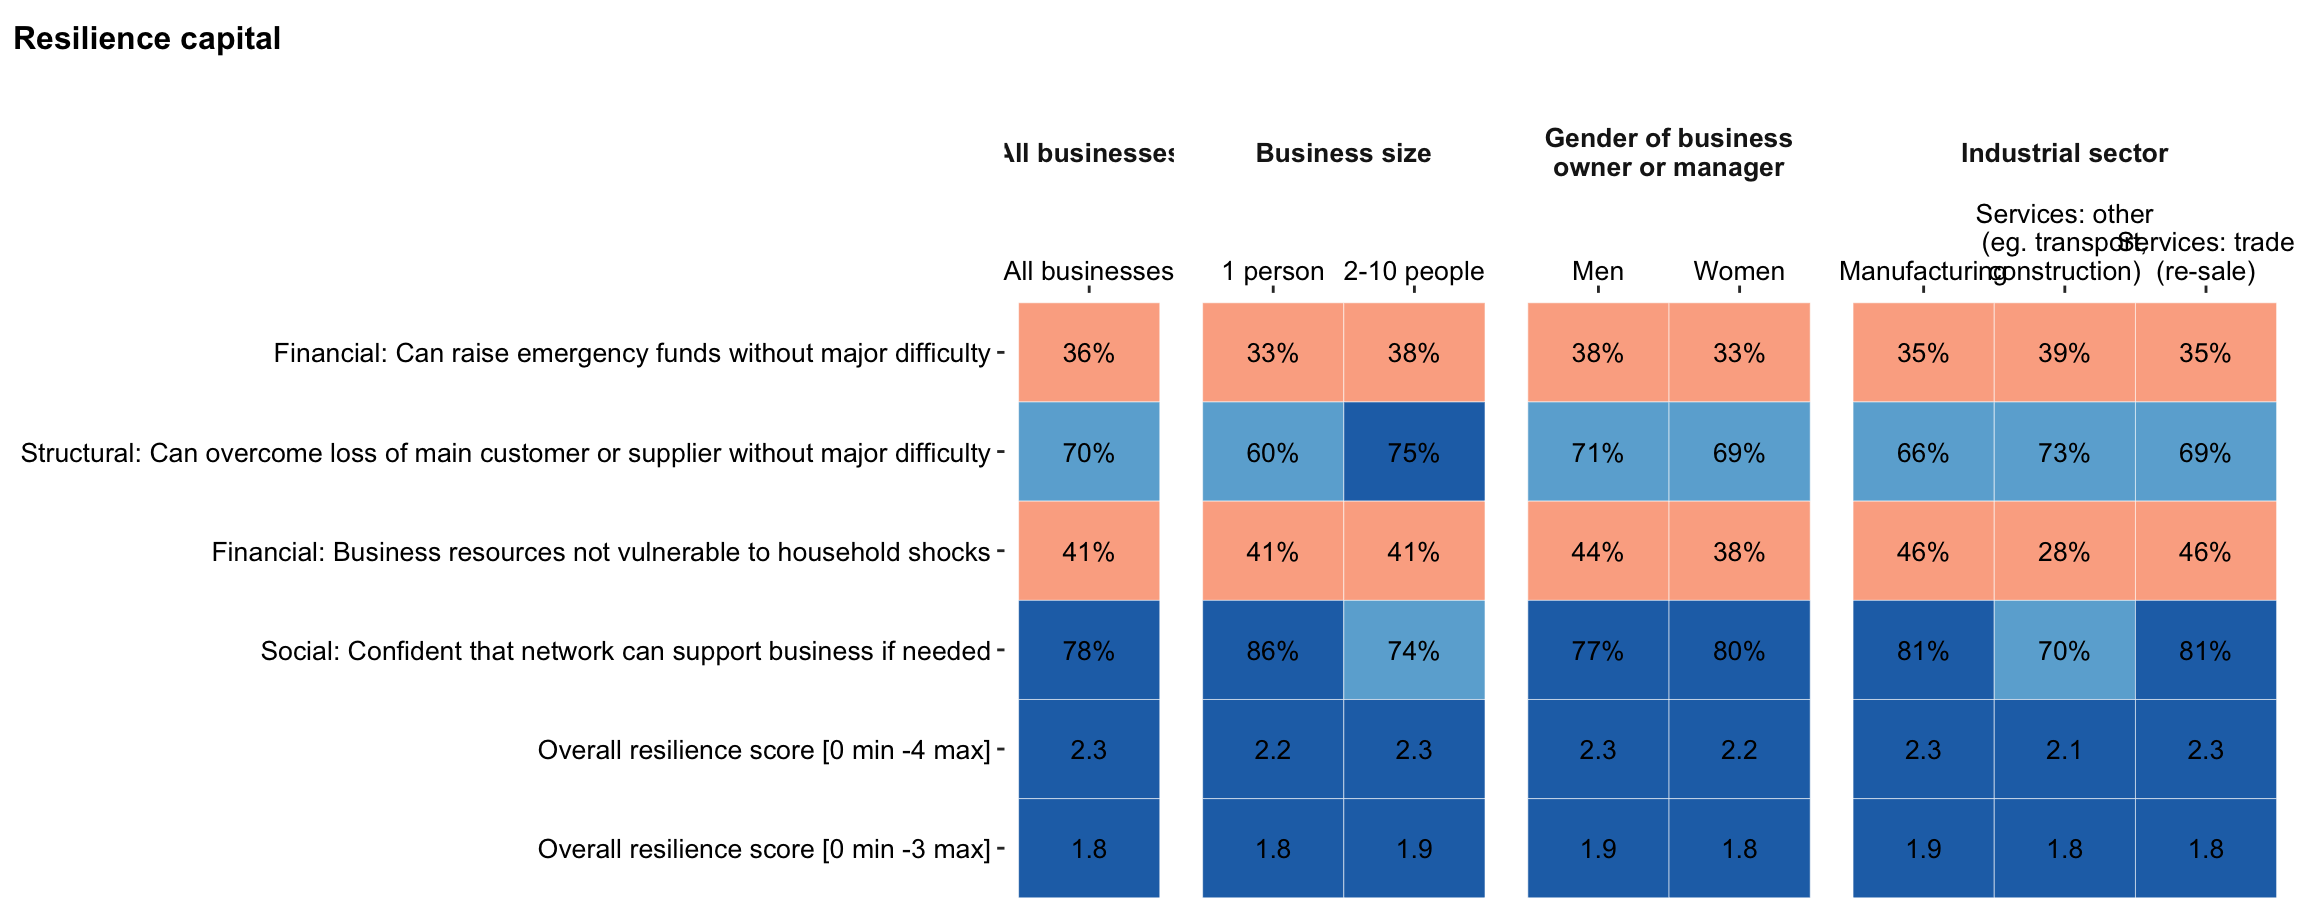 Resilience capital
All businesses
Business size
Gender of business
owner or manager
Industrial sector
All businesses
1 person
2-10 people
Men
Women
Manufacturing
Services: other
(eg. transport,
construction)
Services: trade
(re-sale)
Financial: Can raise emergency funds without major difficulty
36% 33% 38% 38% 33% 35% 39% 35%
Structural: Can overcome loss of main customer or supplier without major difficulty
70% 60% 75% 71% 69% 66% 73% 69%
Financial: Business resources not vulnerable to household shocks
41% 41% 41% 44% 38% 46% 28% 46%
Social: Confident that network can support business if needed
78% 86% 74% 77% 80% 81% 70% 81%
Overall resilience score [0 min -4 max]
2.3 2.2 2.3 2.3 2.2 2.3 2.1 2.3
Overall resilience score [0 min -3 max]
1.8 1.8 1.9 1.9 1.8 1.9 1.8 1.8